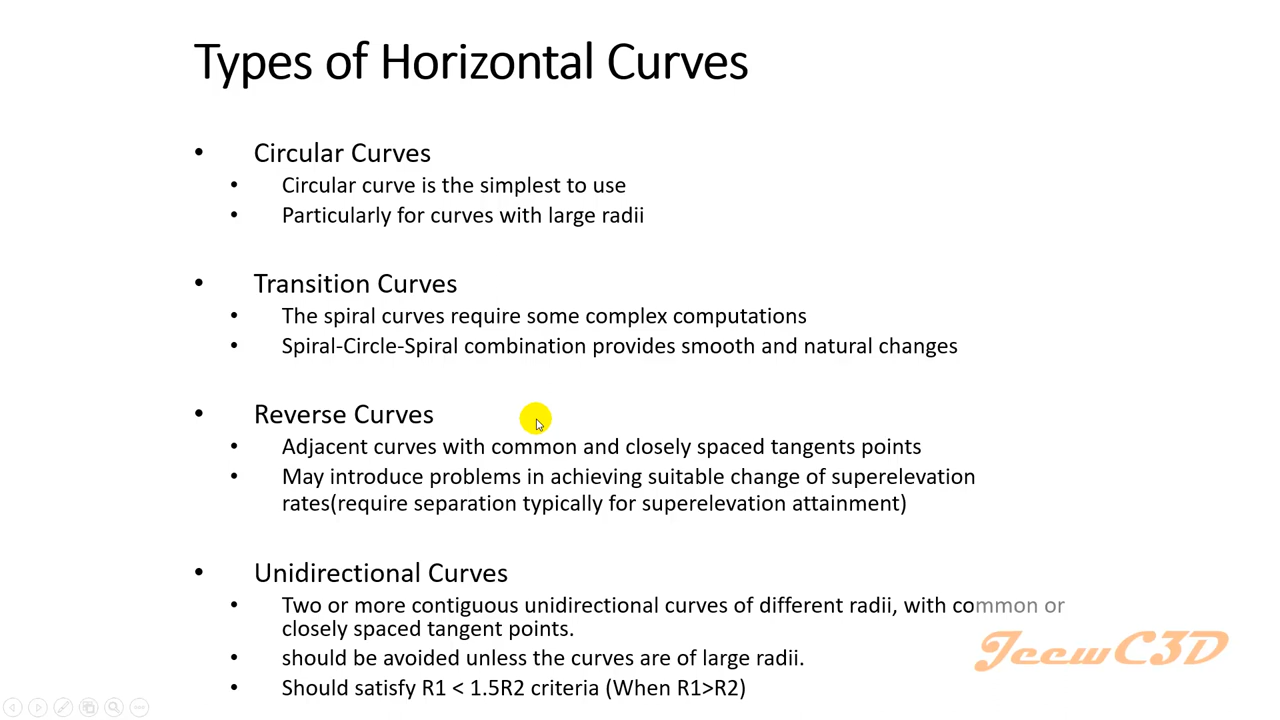 Types of Horizontal Curves
• Circular Curves
• Circular curve is the simplest to use
• Particularly for curves with large radii
• Transition Curves
• The spiral curves require some complex computations
• Spiral-Circle-Spiral combination provides smooth and natural changes
• Reverse Curves
• Adjacent curves with common and closely spaced tangents points
• May introduce problems in achieving suitable change of superelevation
rates(require separation typically for superelevation attainment)
• Unidirectional Curves
• Two or more contiguous unidirectional curves of different radii, with common or
closely spaced tangent points.
• should be avoided unless the curves are of large radii.
• Should satisfy R1 < 1.5R2 criteria (When R1>R2)
JeewC3D